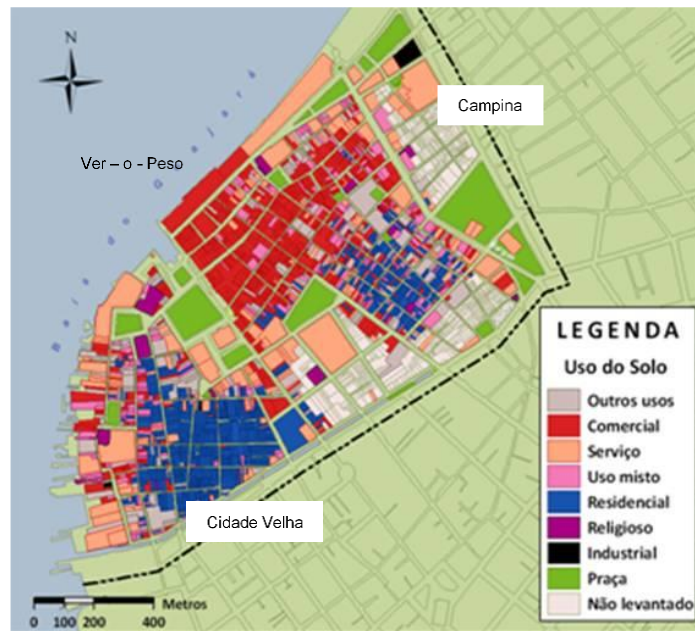 N
Campina
Ver – o - Peso
LEGENDA
Uso do Solo
Outros usos
Comercial
Serviço
Uso misto
Residencial
Religioso
Industrial
Praça
Não levantado
Cidade Velha
Metros
0 100 200 400